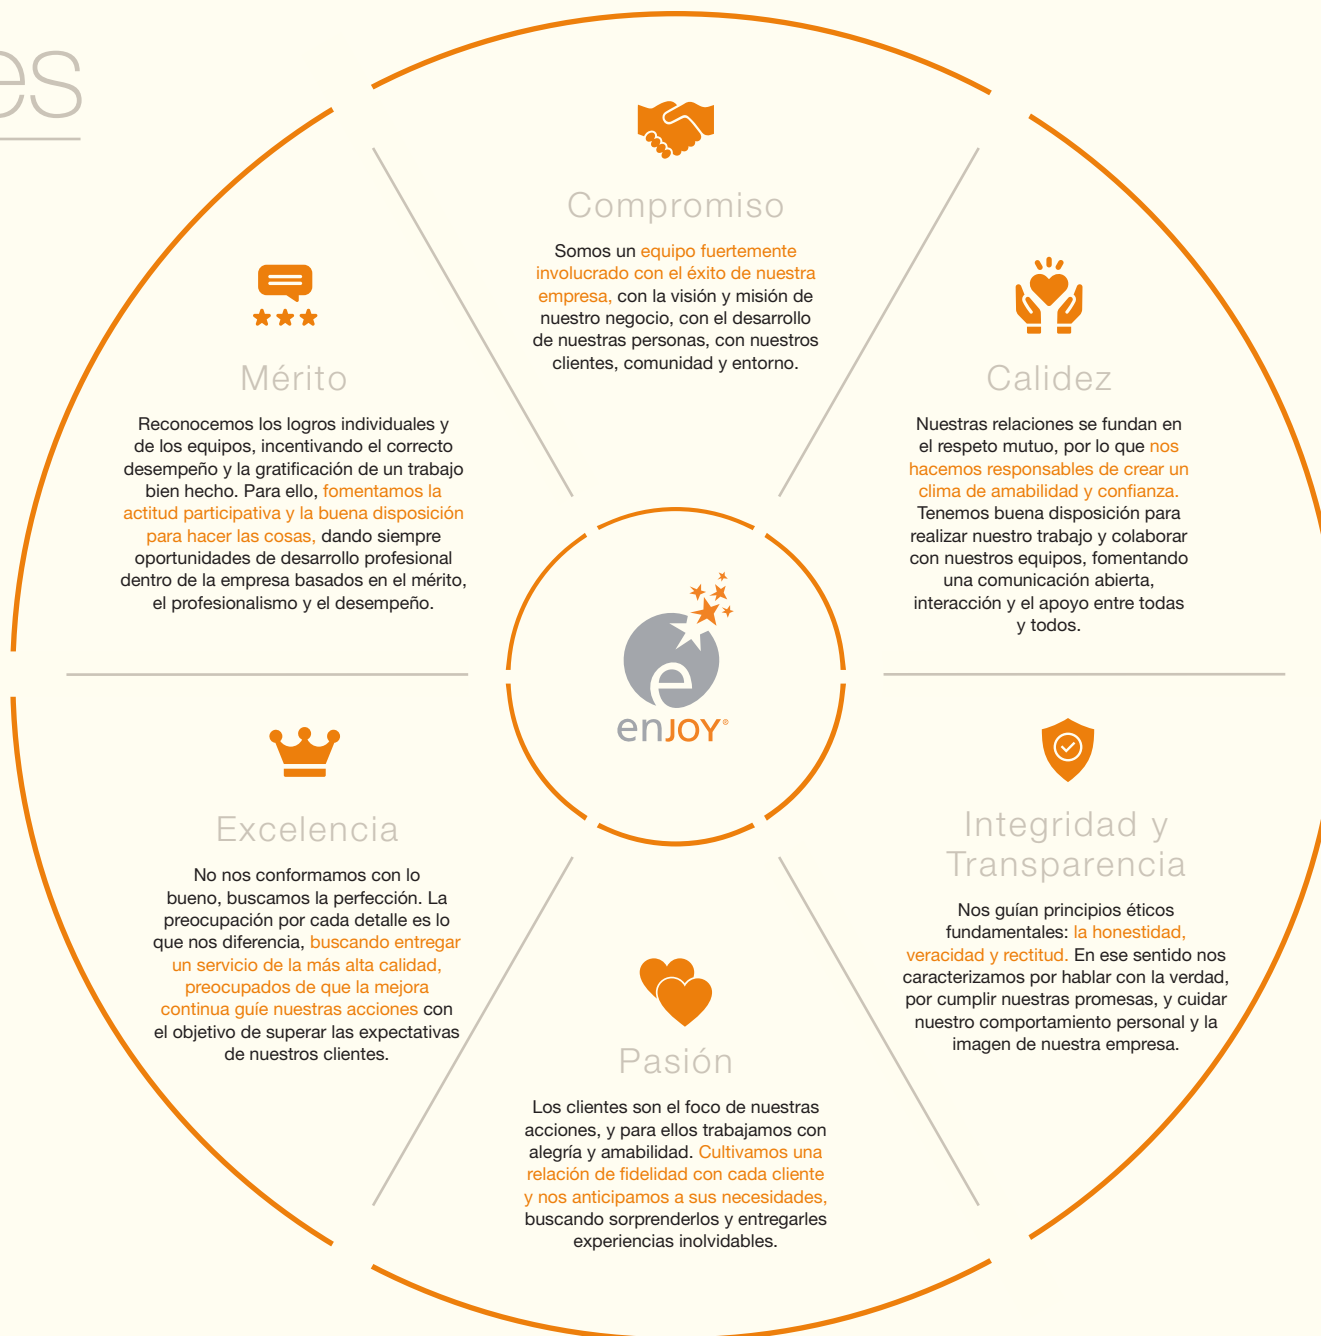 es
Compromiso
Somos un equipo fuertemente
involucrado con el éxito de nuestra
empresa, con la visión y misión de
nuestro negocio, con el desarrollo
de nuestras personas, con nuestros
clientes, comunidad y entorno.
Mérito
Reconocemos los logros individuales y
de los equipos, incentivando el correcto
desempeño y la gratificación de un trabajo
bien hecho. Para ello, fomentamos la
actitud participativa y la buena disposición
para hacer las cosas, dando siempre
oportunidades de desarrollo profesional
dentro de la empresa basados en el mérito,
el profesionalismo y el desempeño.
Calidez
Nuestras relaciones se fundan en
el respeto mutuo, por lo que nos
hacemos responsables de crear un
clima de amabilidad y confianza.
Tenemos buena disposición para
realizar nuestro trabajo y colaborar
con nuestros equipos, fomentando
una comunicación abierta,
interacción y el apoyo entre todas
y todos.
e
enJOY®
Excelencia
No nos conformamos con lo
bueno, buscamos la perfección. La
preocupación por cada detalle es lo
que nos diferencia, buscando entregar
un servicio de la más alta calidad,
preocupados de que la mejora
continua guíe nuestras acciones con
el objetivo de superar las expectativas
de nuestros clientes.
Integridad y
Transparencia
Nos guían principios éticos
fundamentales: la honestidad,
veracidad y rectitud. En ese sentido nos
caracterizamos por hablar con la verdad,
por cumplir nuestras promesas, y cuidar
nuestro comportamiento personal y la
imagen de nuestra empresa.
Pasión
Los clientes son el foco de nuestras
acciones, y para ellos trabajamos con
alegría y amabilidad. Cultivamos una
relación de fidelidad con cada cliente
y nos anticipamos a sus necesidades,
buscando sorprenderlos y entregarles
experiencias inolvidables.